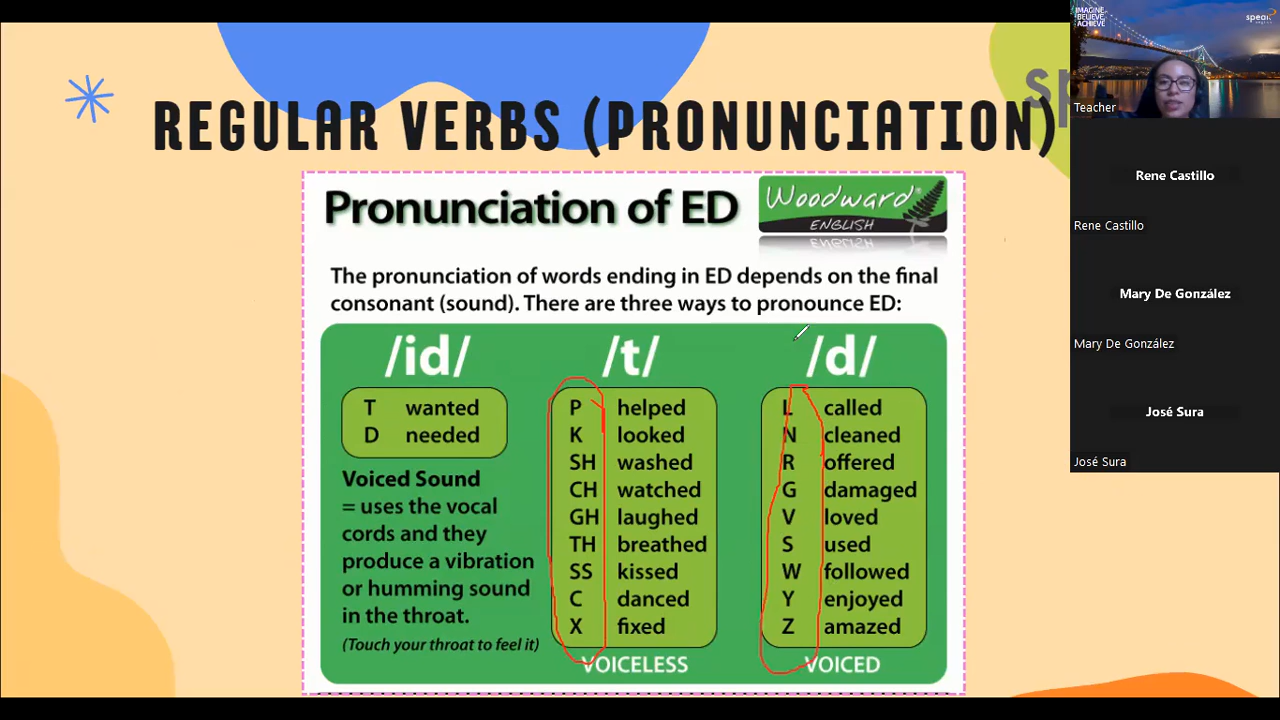 IMAGINE.
BELIEVE.
ACHIEVE
speak
Teacher
REGULAR VERBS (PRONUNCIATION)
Pronunciation of ED
Woodward®
ENGLISH
The pronunciation of words ending in ED depends on the final
consonant (sound). There are three ways to pronounce ED:
/id/
T wanted
D needed
Voiced Sound
= uses the vocal
cords and they
produce a vibration
or humming sound
in the throat.
(Touch your throat to feel it)
/t/
P helped
K looked
SH washed
CH watched
GH laughed
TH breathed
SS kissed
C danced
X fixed
VOICELESS
/d/
L called
N cleaned
R offered
G damaged
V loved
S used
W followed
Y enjoyed
Z amazed
VOICED
Rene Castillo
Rene Castillo
Mary De González
Mary De González
José Sura
José Sura